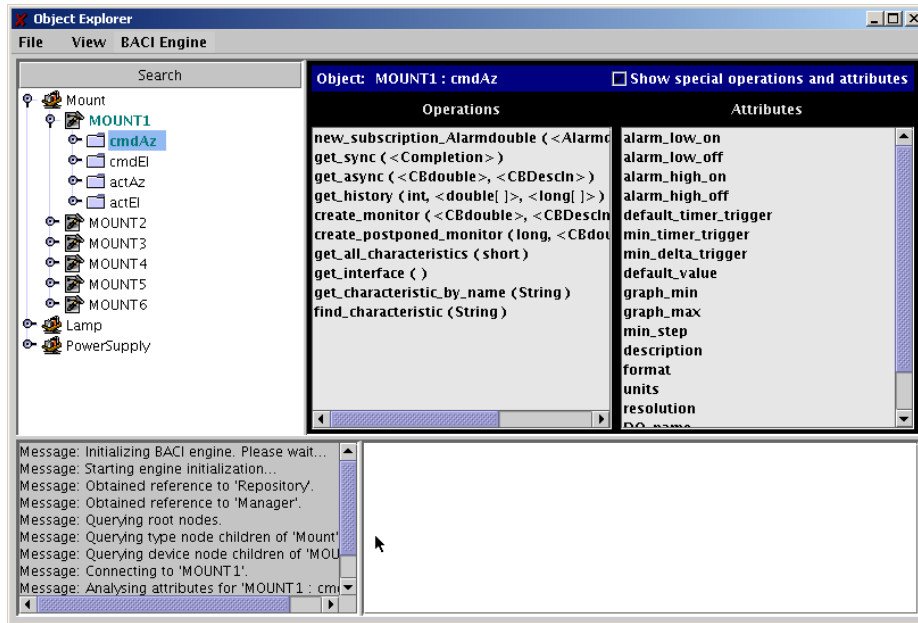 Object Explorer
File View BACI Engine
Search
Mount
MOUNT1
cmdAz
cmdEl
actAz
actEl
MOUNT2
MOUNT3
MOUNT4
MOUNT5
MOUNT6
Lamp
PowerSupply
Object: MOUNT1 : cmdAz
Show special operations and attributes
Operations
new_subscription_Alarmdouble ( <Alarmd
get_sync ( <Completion> )
get_async ( <CBdouble>, <CBDescIn> )
get_history ( int, <double[ ]>, <long[ ]> )
create_monitor ( <CBdouble>, <CBDescIn
create_postponed_monitor ( long, <CBdou
get_all_characteristics ( short )
get_interface ( )
get_characteristic_by_name ( String )
find_characteristic ( String )
Attributes
alarm_low_on
alarm_low_off
alarm_high_on
alarm_high_off
default_timer_trigger
min_timer_trigger
min_delta_trigger
default_value
graph_min
graph_max
min_step
description
format
units
resolution
Message: Initializing BACI engine. Please wait...
Message: Starting engine initialization...
Message: Obtained reference to 'Repository'.
Message: Obtained reference to 'Manager'.
Message: Querying root nodes.
Message: Querying type node children of 'Mount'
Message: Querying device node children of 'MOU
Message: Connecting to 'MOUNT1'.
Message: Analysing attributes for 'MOUNT1 : cm